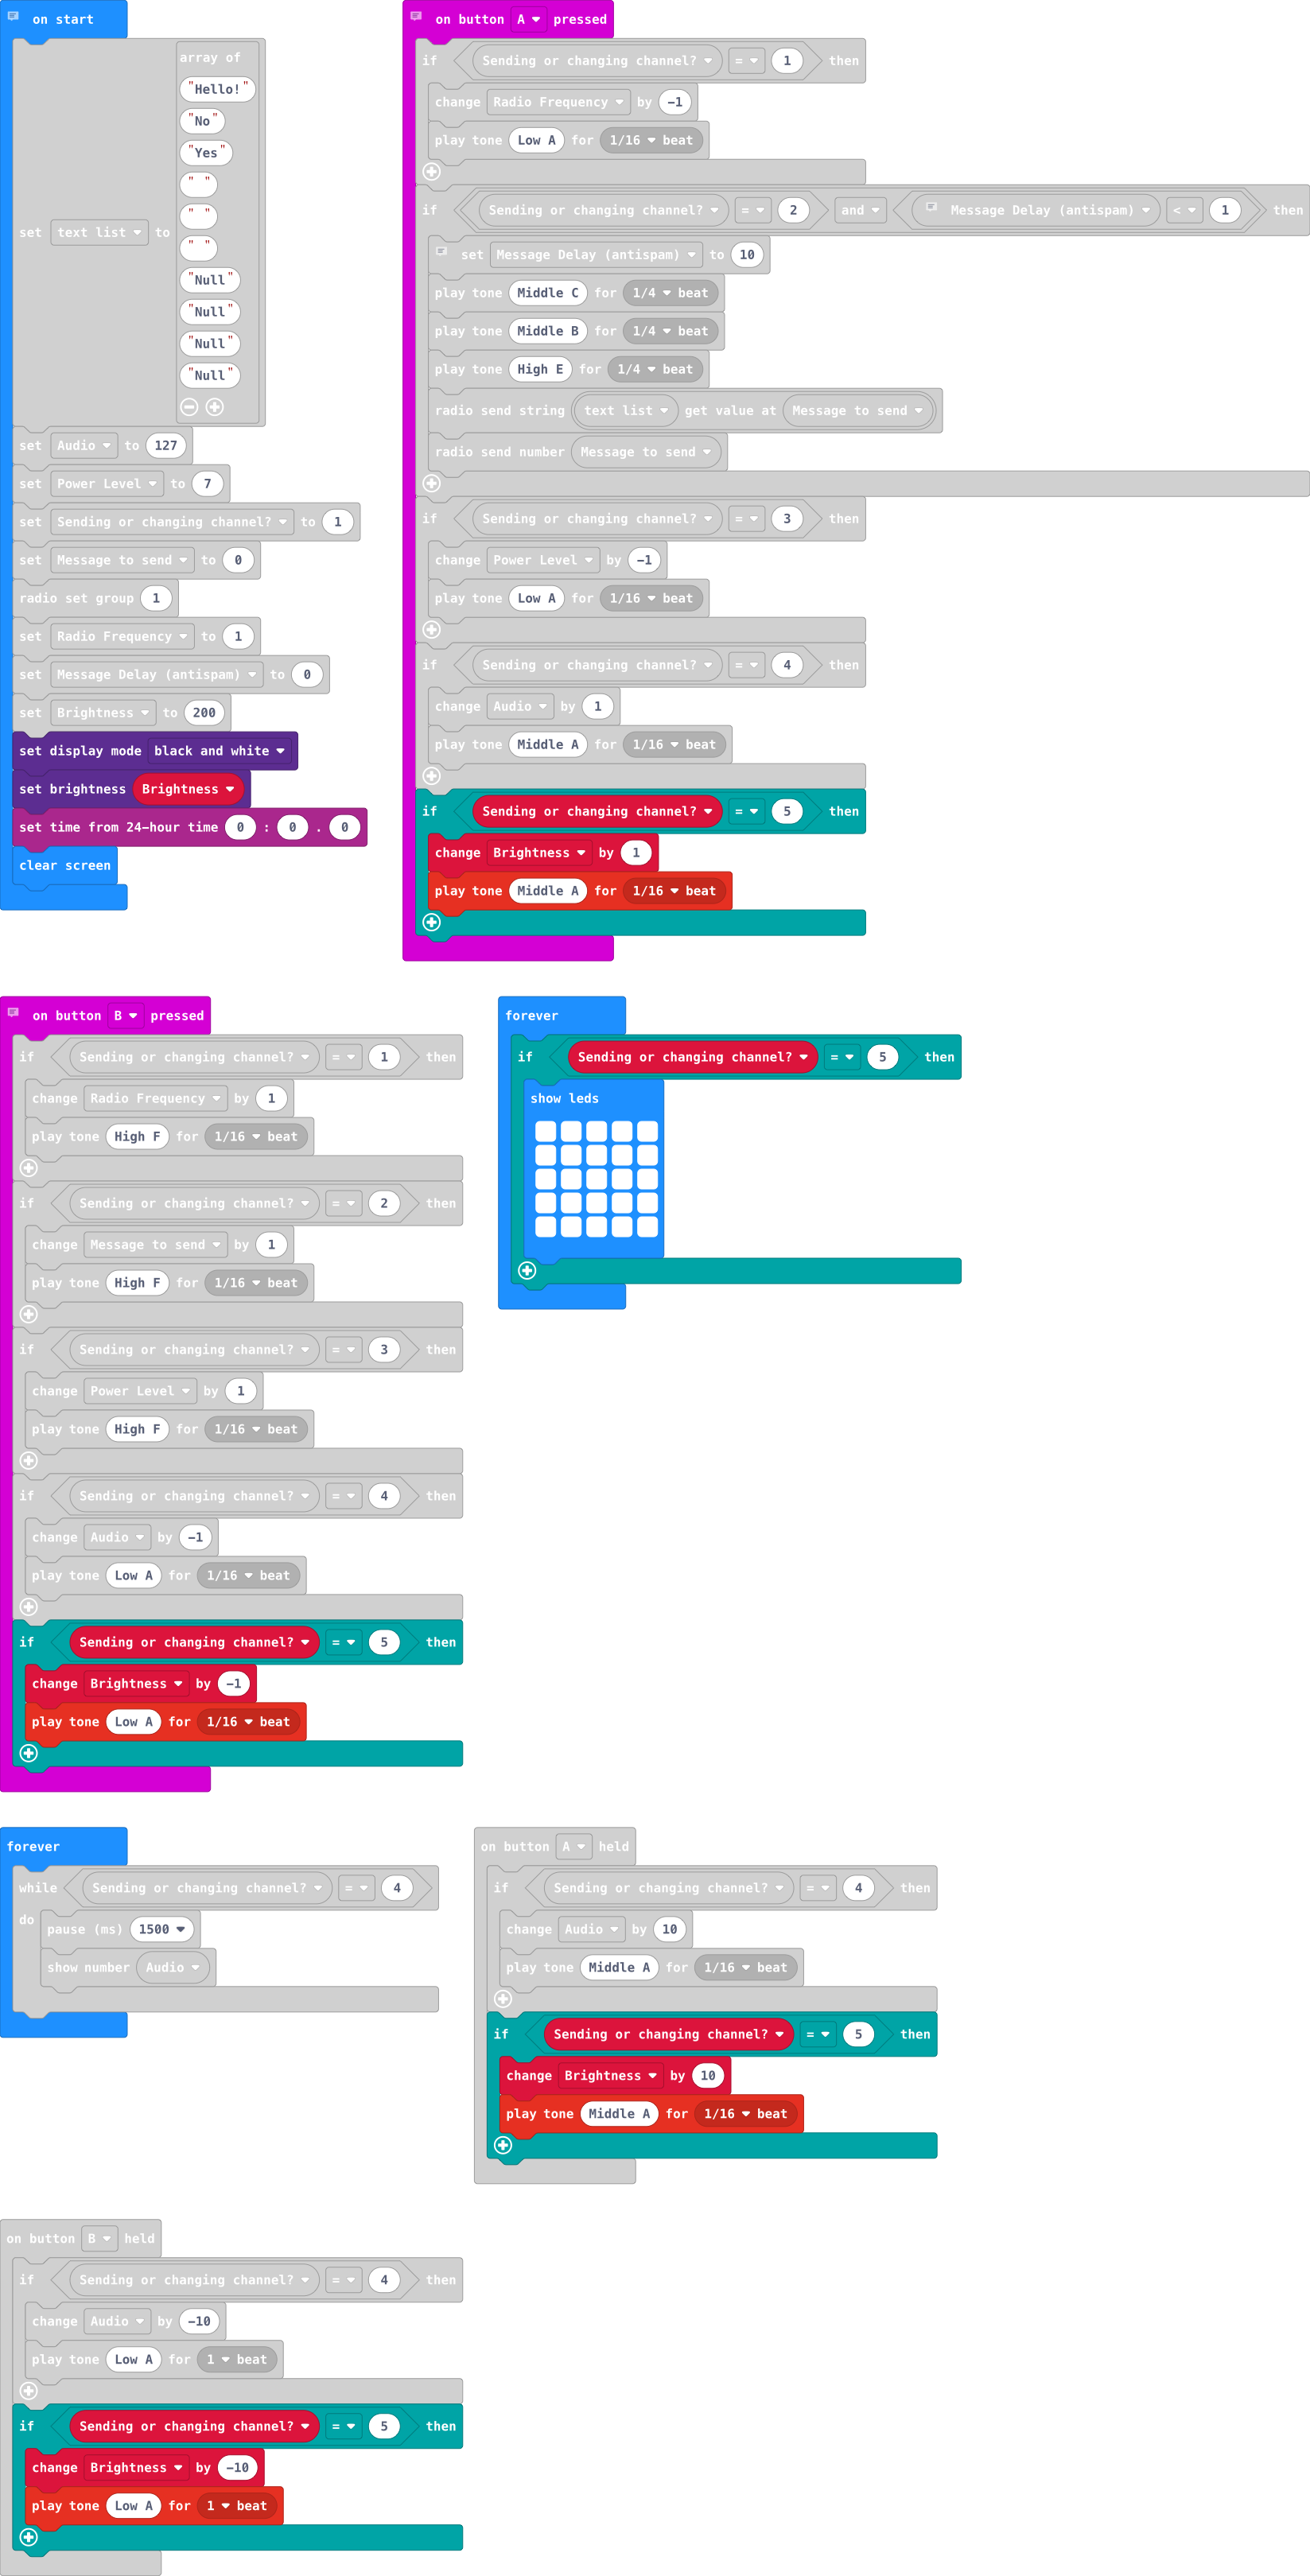 on start
set text list to array of
"Hello!"
"No"
"Yes"
" "
" "
" "
"Null"
"Null"
"Null"
"Null"
set Audio to 127
set Power Level to 7
set Sending or changing channel? to 1
set Message to send to 0
radio set group 1
set Radio Frequency to 1
set Message Delay (antispam) to 0
set Brightness to 200
set display mode black and white
set brightness Brightness
set time from 24-hour time 0 : 0 . 0
clear screen
on button A pressed
if Sending or changing channel? = 1 then
change Radio Frequency by -1
play tone Low A for 1/16 beat
if Sending or changing channel? = 2 and Message Delay (antispam) < 1 then
set Message Delay (antispam) to 10
play tone Middle C for 1/4 beat
play tone Middle B for 1/4 beat
play tone High E for 1/4 beat
radio send string text list get value at Message to send
radio send number Message to send
if Sending or changing channel? = 3 then
change Power Level by -1
play tone Low A for 1/16 beat
if Sending or changing channel? = 4 then
change Audio by 1
play tone Middle A for 1/16 beat
if Sending or changing channel? = 5 then
change Brightness by 1
play tone Middle A for 1/16 beat
on button B pressed
if Sending or changing channel? = 1 then
change Radio Frequency by 1
play tone High F for 1/16 beat
if Sending or changing channel? = 2 then
change Message to send by 1
play tone High F for 1/16 beat
if Sending or changing channel? = 3 then
change Power Level by 1
play tone High F for 1/16 beat
if Sending or changing channel? = 4 then
change Audio by -1
play tone Low A for 1/16 beat
if Sending or changing channel? = 5 then
change Brightness by -1
play tone Low A for 1/16 beat
forever
if Sending or changing channel? = 5 then
show leds
forever
while Sending or changing channel? = 4
do
pause (ms) 1500
show number Audio
on button A held
if Sending or changing channel? = 4 then
change Audio by 10
play tone Middle A for 1/16 beat
if Sending or changing channel? = 5 then
change Brightness by 10
play tone Middle A for 1/16 beat
on button B held
if Sending or changing channel? = 4 then
change Audio by -10
play tone Low A for 1 beat
if Sending or changing channel? = 5 then
change Brightness by -10
play tone Low A for 1 beat